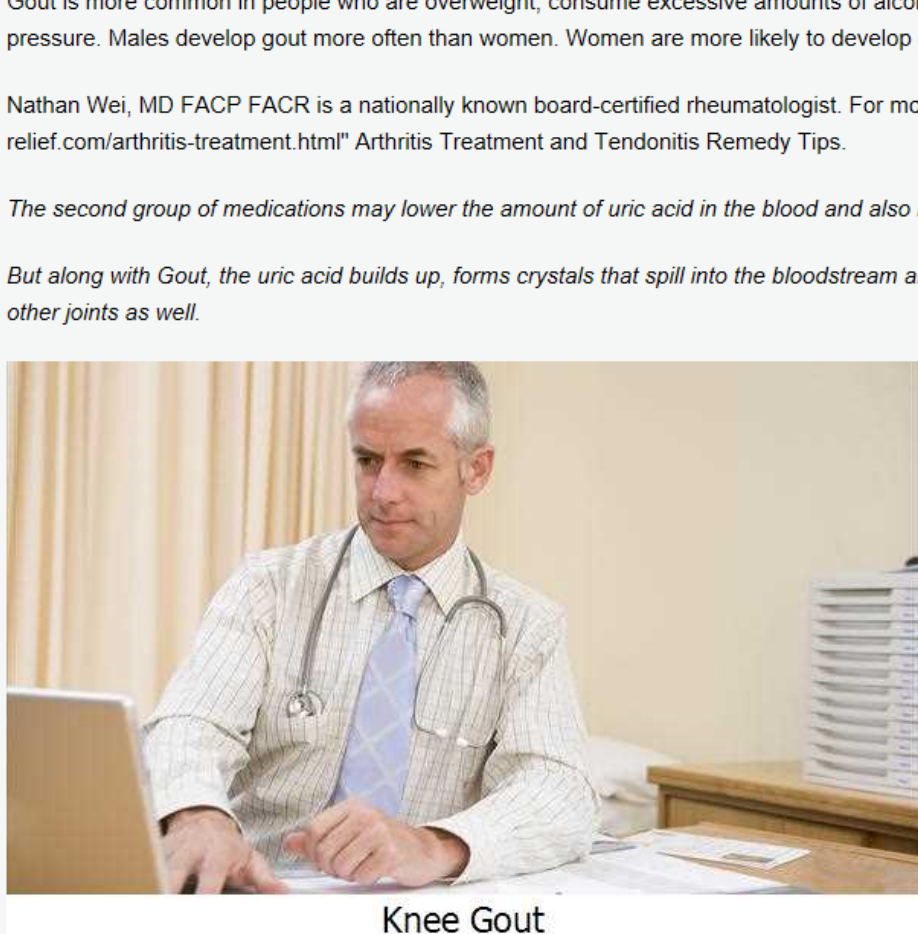 Gout is more common in people who are overweight, consume excessive amounts of
pressure. Males develop gout more often than women. Women are more likely to develop
Nathan Wei, MD FACP FACR is a nationally known board-certified rheumatologist. For
relief.com/arthritis-treatment.html" Arthritis Treatment and Tendonitis Remedy Tips.
The second group of medications may lower the amount of uric acid in the blood and also
But along with Gout, the uric acid builds up, forms crystals that spill into the bloodstream
other joints as well.
Knee Gout